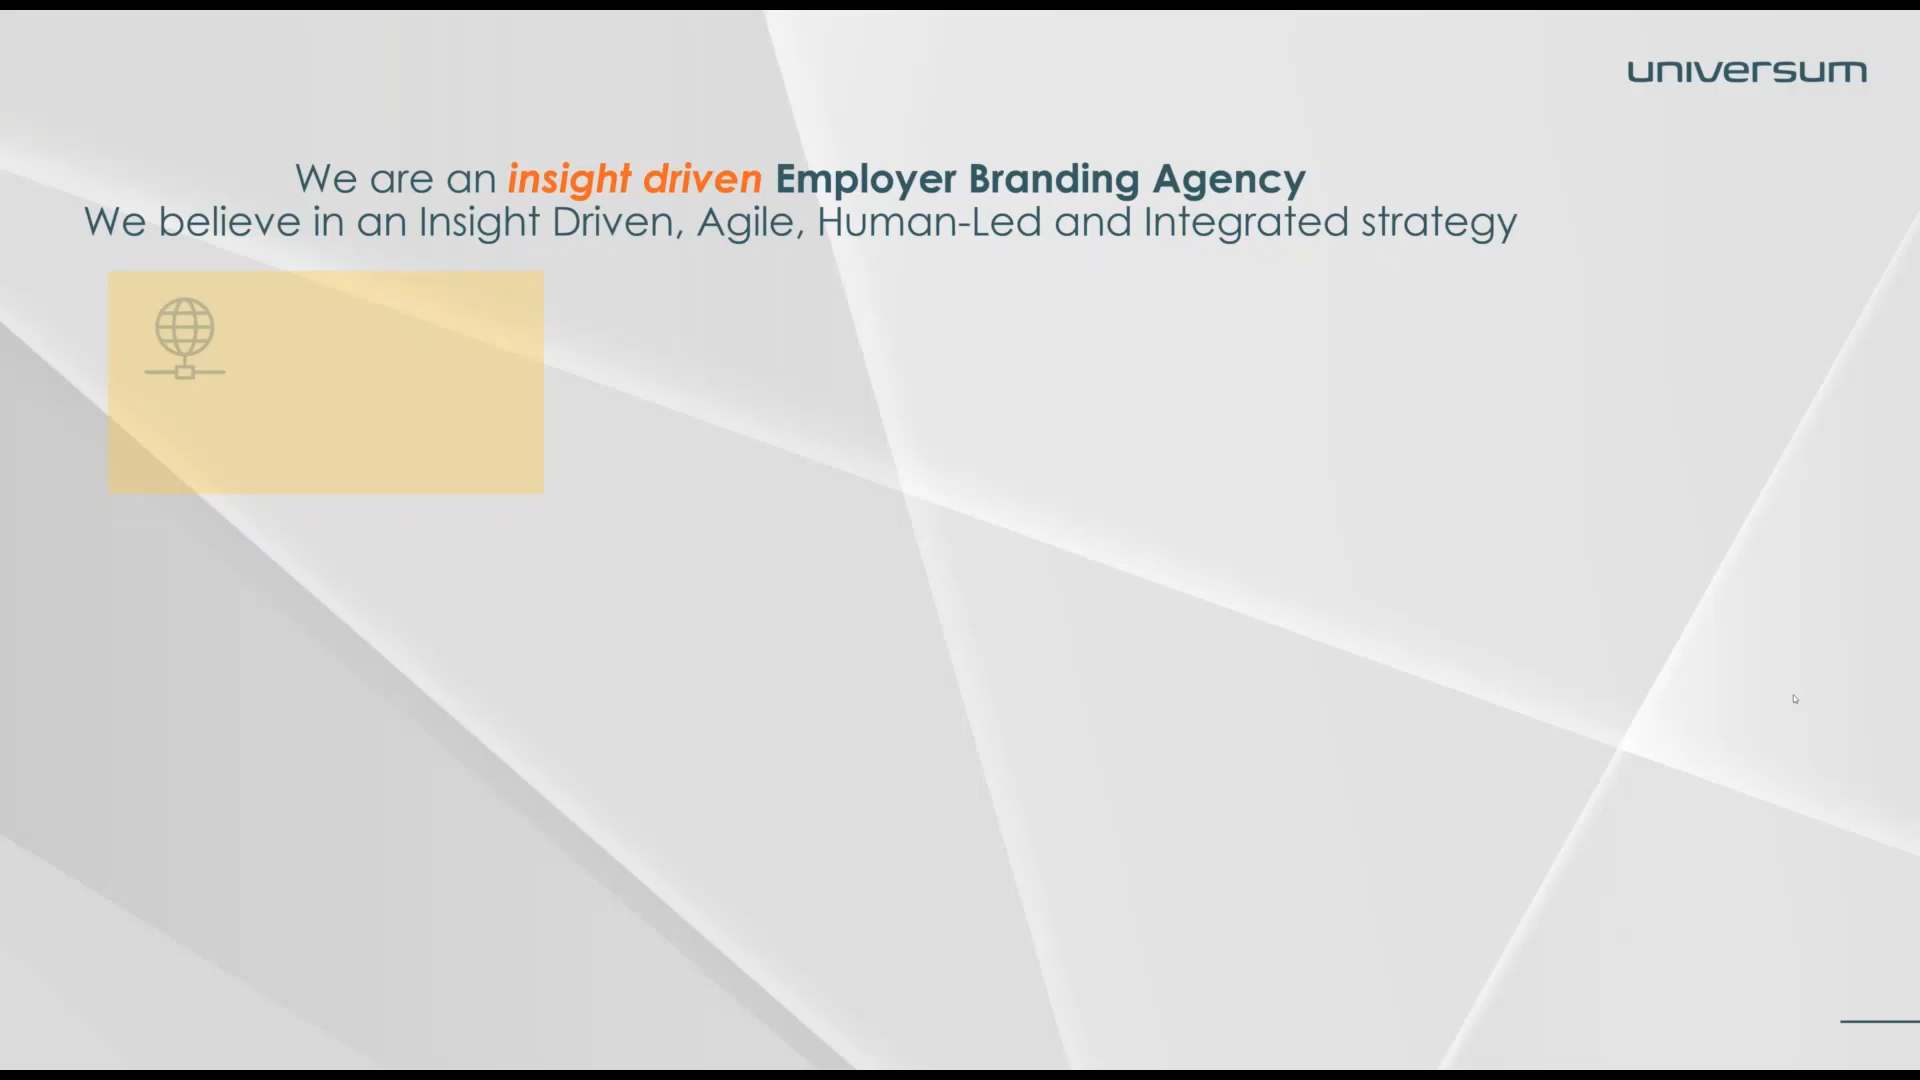 universum
We are an insight driven Employer Branding Agency
We believe in an Insight Driven, Agile, Human-Led and Integrated strategy